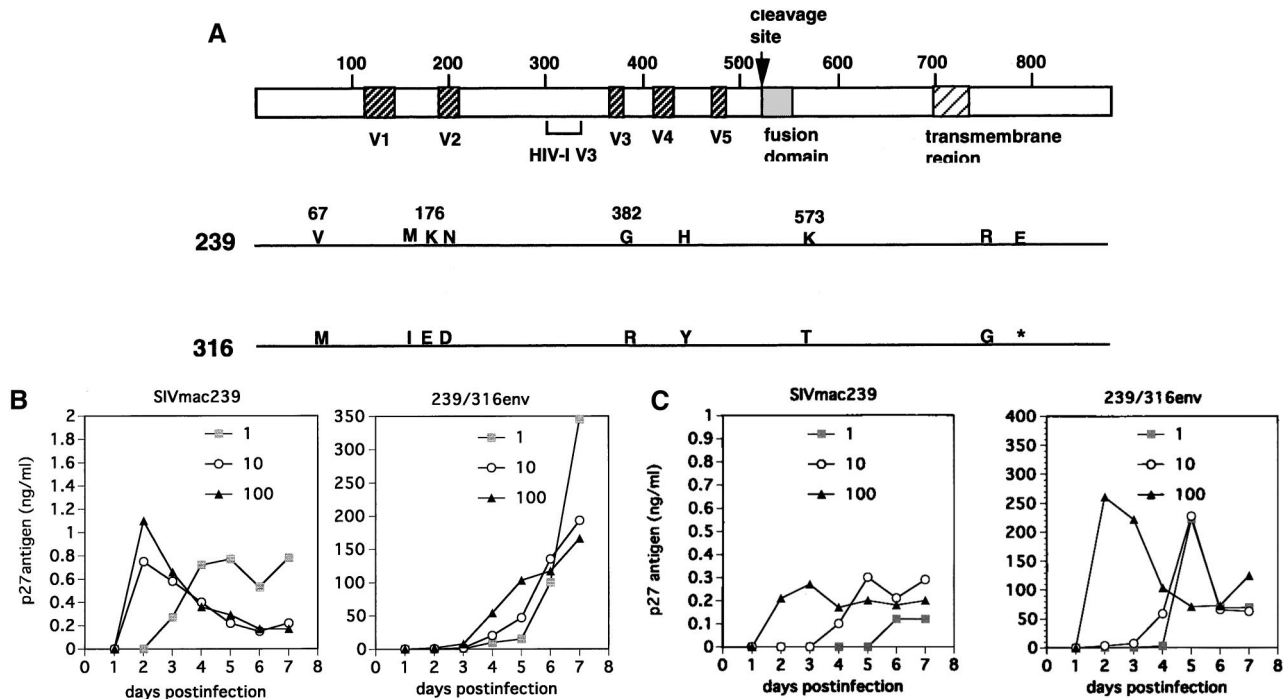 A
cleavage
site
100 200 300 400 500 600 700 800
V1 V2 HIV-I V3 V3 V4 V5 fusion domain transmembrane region
67 176 382 573
239 V M K N G H K R E
316 M I E D R Y T G *
B
SIVmac239
p27antigen (ng/ml)
2
1.8
1.6
1.4
1.2
1
0.8
0.6
0.4
0.2
0
1
10
100
0 1 2 3 4 5 6 7 8
days postinfection
239/316env
350
300
250
200
150
100
50
0
1
10
100
0 1 2 3 4 5 6 7 8
days postinfection
C
SIVmac239
p27 antigen (ng/ml)
1
0.9
0.8
0.7
0.6
0.5
0.4
0.3
0.2
0.1
0
1
10
100
0 1 2 3 4 5 6 7 8
days postinfection
239/316env
400
350
300
250
200
150
100
50
0
1
10
100
0 1 2 3 4 5 6 7 8
days postinfection